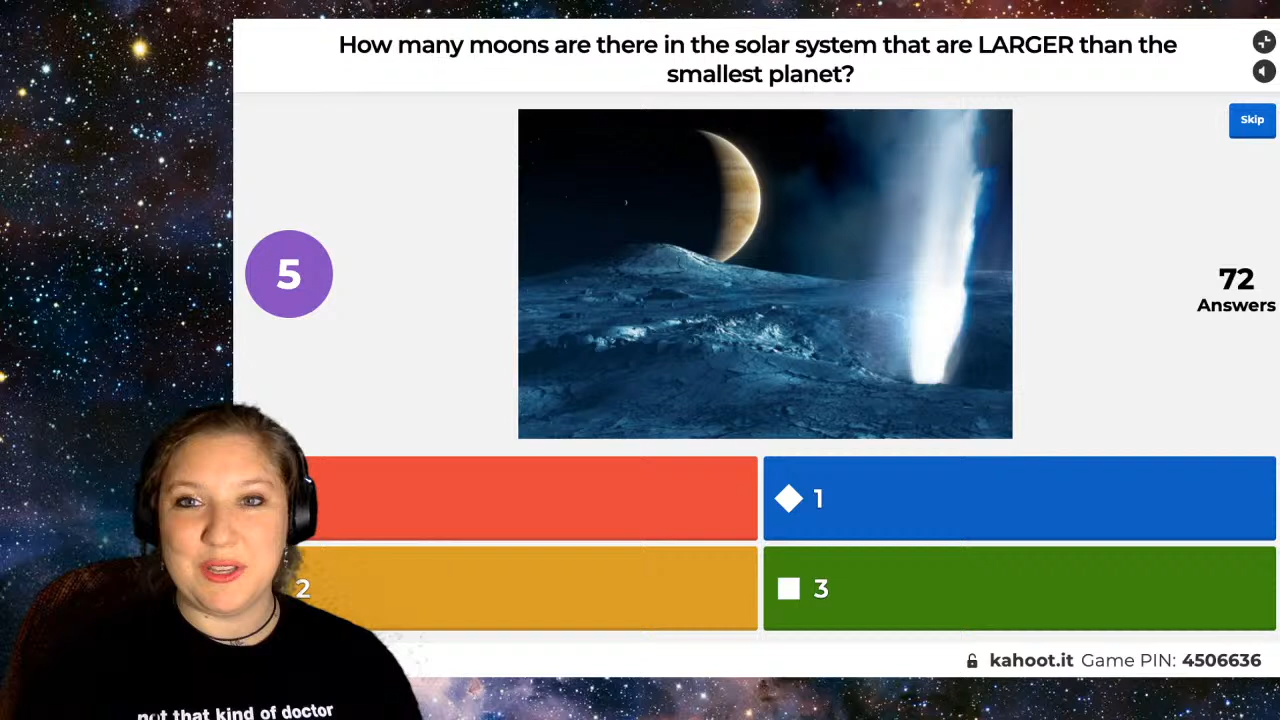 How many moons are there in the solar system that are LARGER than the
smallest planet?
Skip
5
72
Answers
1
2
3
not that kind of doctor
kahoot.it Game PIN: 4506636